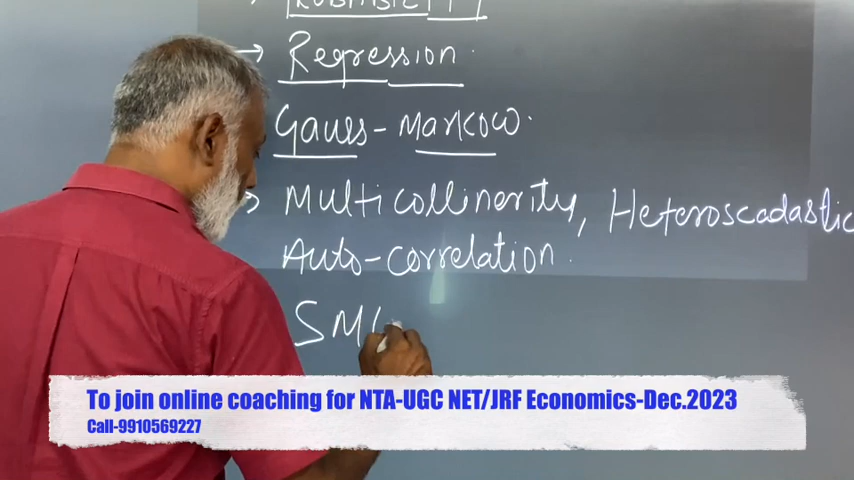 → Regression.
Gauss-Markow.
Multicollinerity, Heteroscadastic
Auto-correlation.
SM
To join online coaching for NTA-UGC NET/JRF Economics-Dec.2023
Call-9910569227